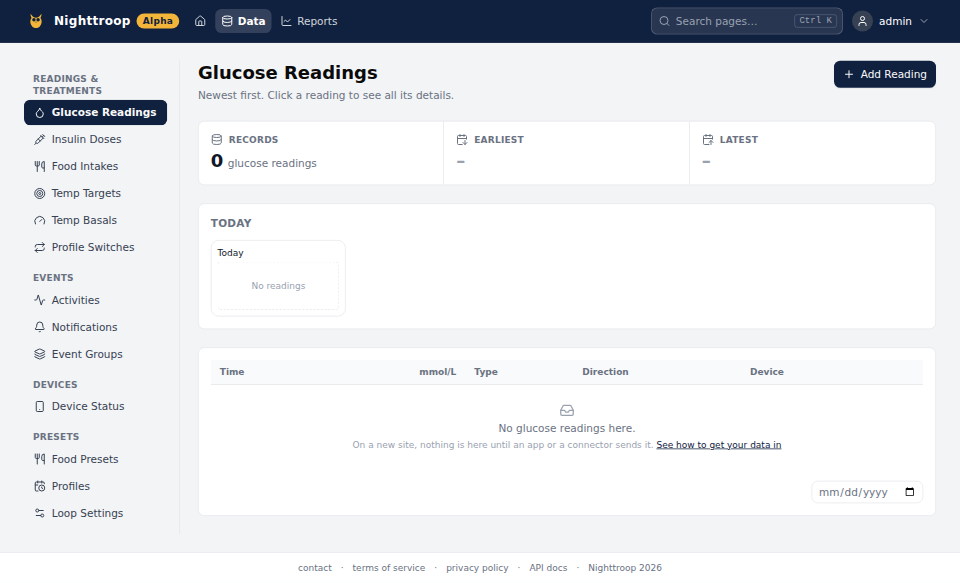 Nighttroop Alpha Data Reports Search pages... Ctrl K admin
READINGS &
TREATMENTS
Glucose Readings
Insulin Doses
Food Intakes
Temp Targets
Temp Basals
Profile Switches
EVENTS
Activities
Notifications
Event Groups
DEVICES
Device Status
PRESETS
Food Presets
Profiles
Loop Settings
Glucose Readings
Newest first. Click a reading to see all its details.
Add Reading
RECORDS
0 glucose readings
EARLIEST
–
LATEST
–
TODAY
Today
No readings
Time mmol/L Type Direction Device
No glucose readings here.
On a new site, nothing is here until an app or a connector sends it. See how to get your data in
mm/dd/yyyy
contact · terms of service · privacy policy · API docs · Nighttroop 2026